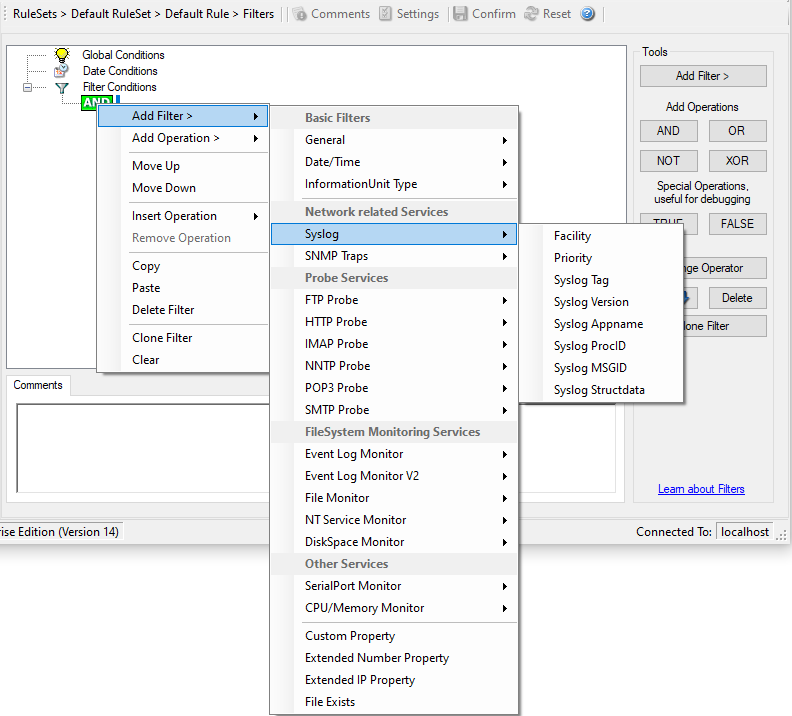 RuleSets > Default RuleSet > Default Rule > Filters
Comments
Settings
Confirm
Reset
Global Conditions
Date Conditions
Filter Conditions
AND
Add Filter >
Add Operation >
Move Up
Move Down
Insert Operation
Remove Operation
Copy
Paste
Delete Filter
Clone Filter
Clear
Basic Filters
General
Date/Time
InformationUnit Type
Network related Services
Syslog
SNMP Traps
Probe Services
FTP Probe
HTTP Probe
IMAP Probe
NNTP Probe
POP3 Probe
SMTP Probe
FileSystem Monitoring Services
Event Log Monitor
Event Log Monitor V2
File Monitor
NT Service Monitor
DiskSpace Monitor
Other Services
SerialPort Monitor
CPU/Memory Monitor
Custom Property
Extended Number Property
Extended IP Property
File Exists
Facility
Priority
Syslog Tag
Syslog Version
Syslog Appname
Syslog ProcID
Syslog MSGID
Syslog Structdata
Tools
Add Filter >
Add Operations
AND
OR
NOT
XOR
Special Operations,
useful for debugging
TRUE
FALSE
nge Operator
Delete
lone Filter
Learn about Filters
Comments
rise Edition (Version 14)
Connected To:
localhost